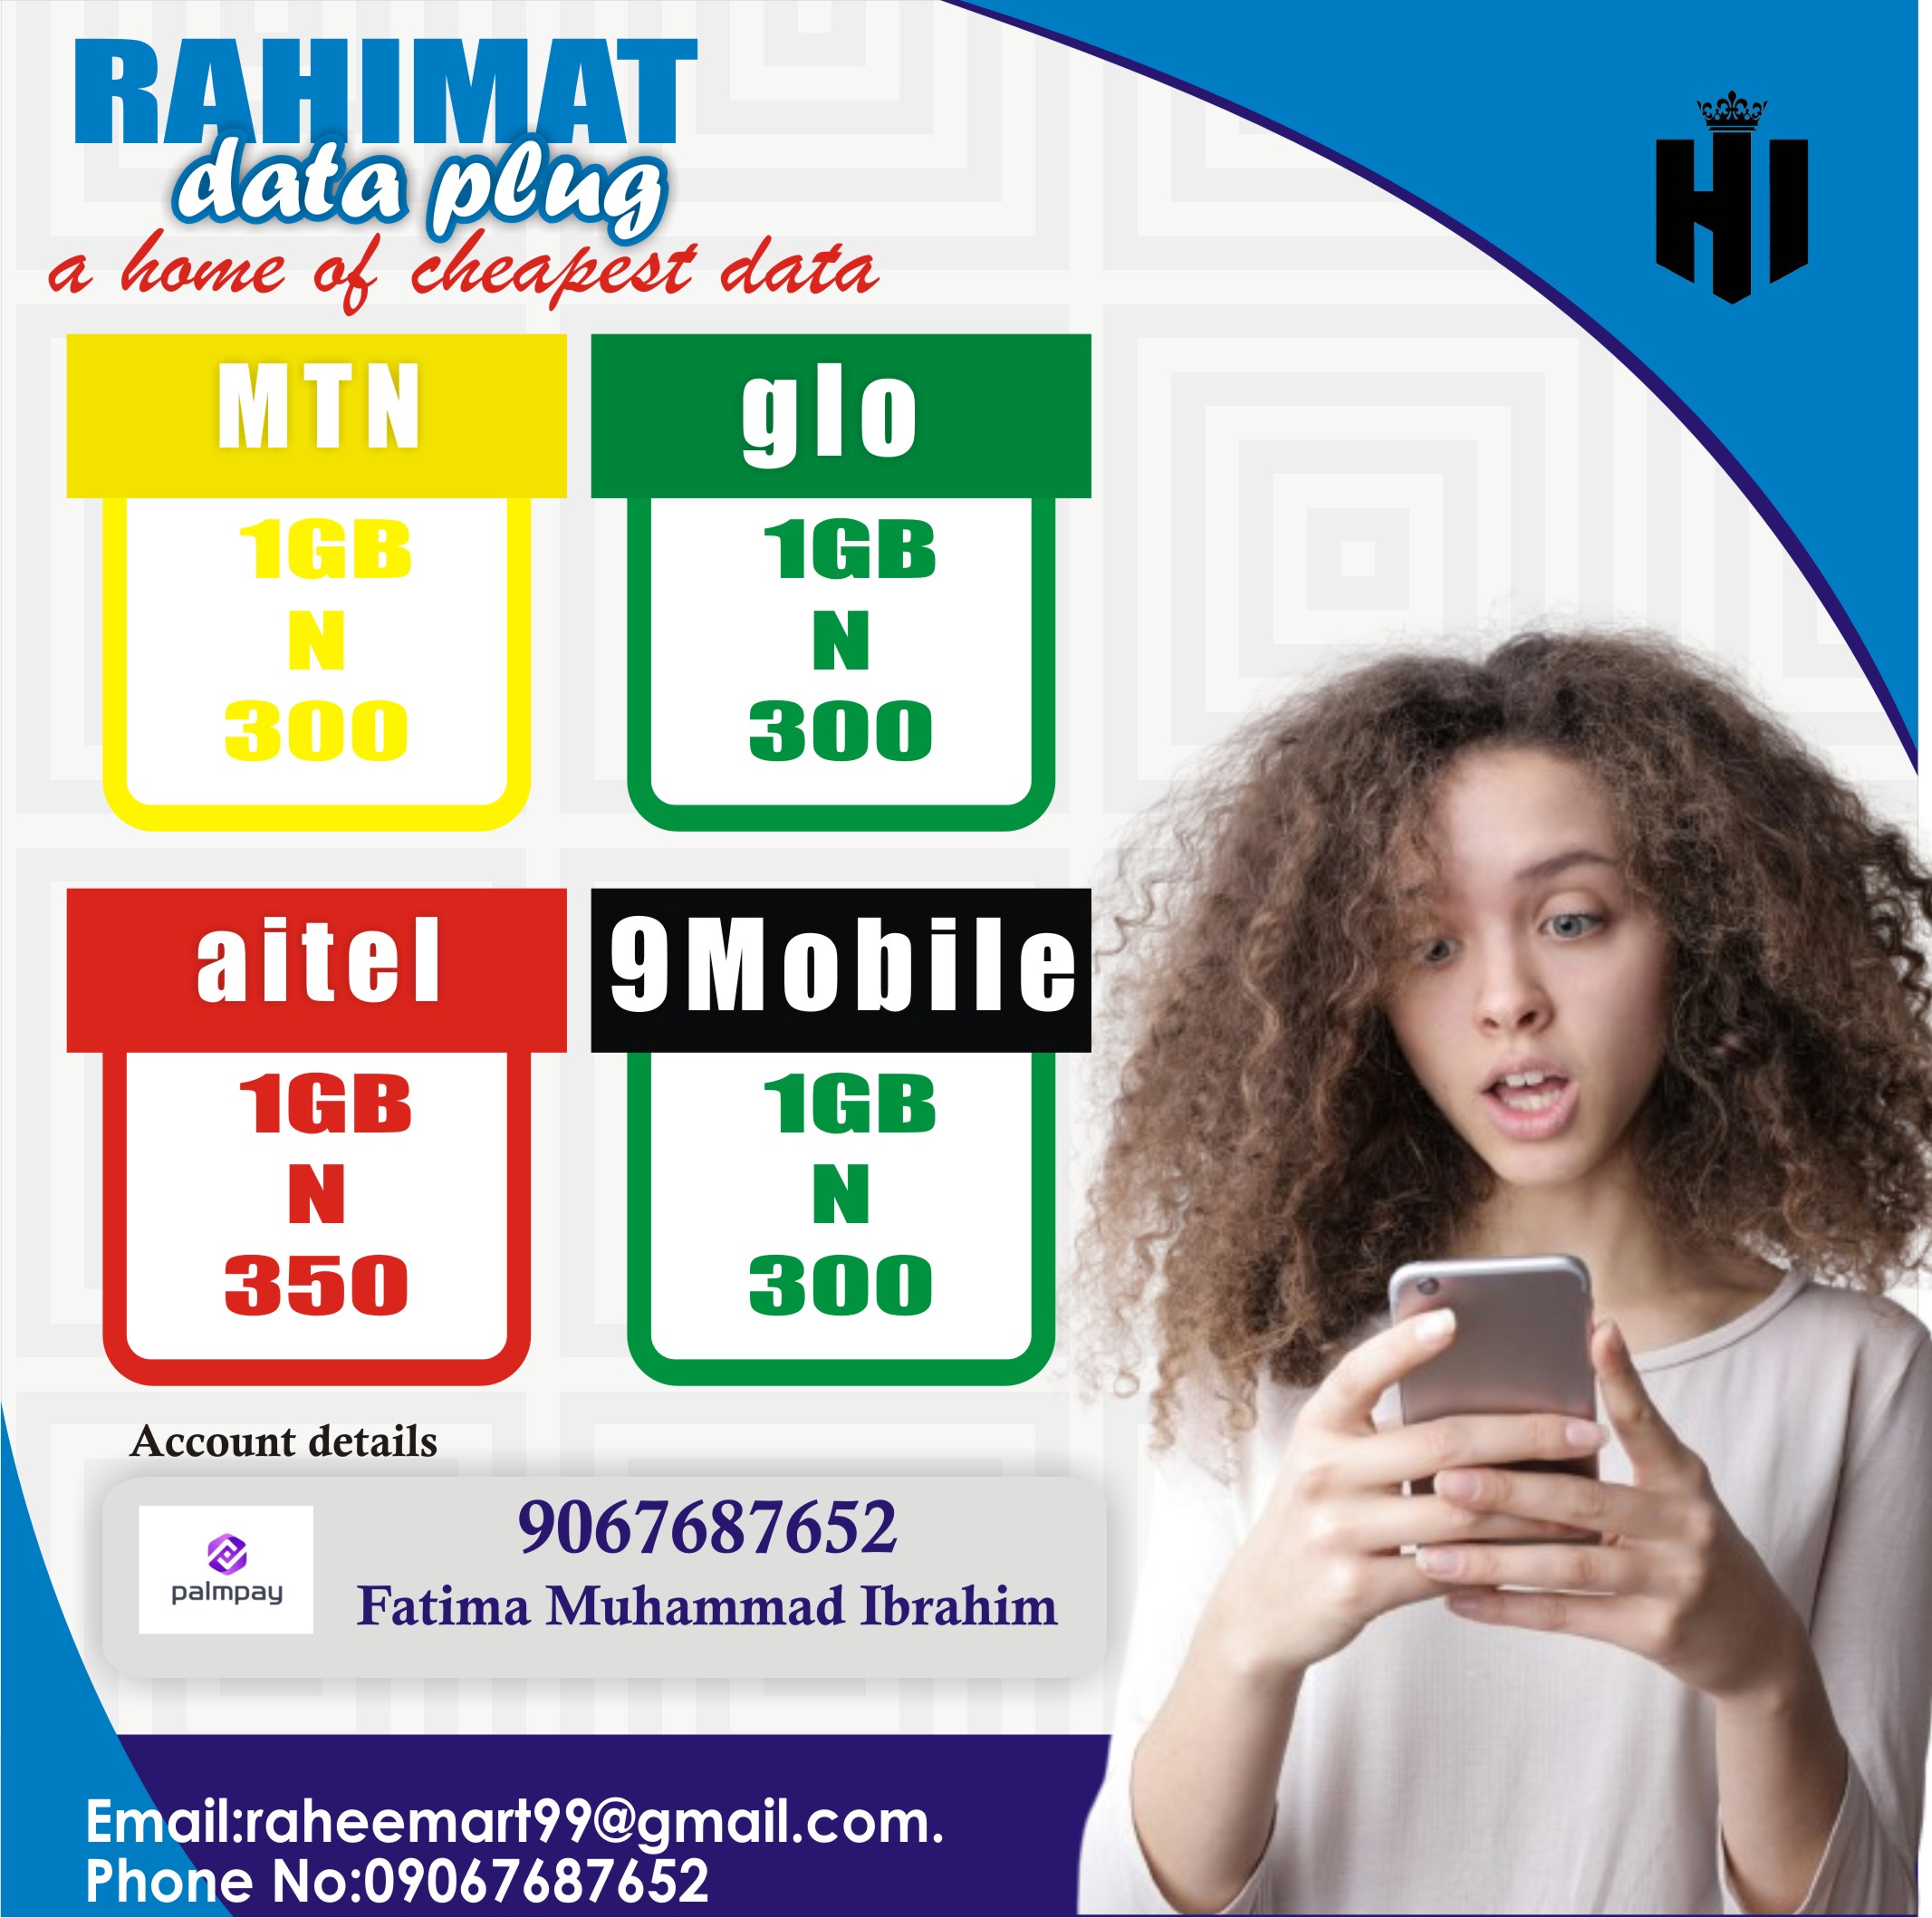 RAHIMAT
data plug
a home of cheapest data
HI
MTN
1GB
N
300
glo
1GB
N
300
aitel
1GB
N
350
9Mobile
1GB
N
300
Account details
palmpay
9067687652
Fatima Muhammad Ibrahim
Email:raheemart99@gmail.com.
Phone No:09067687652